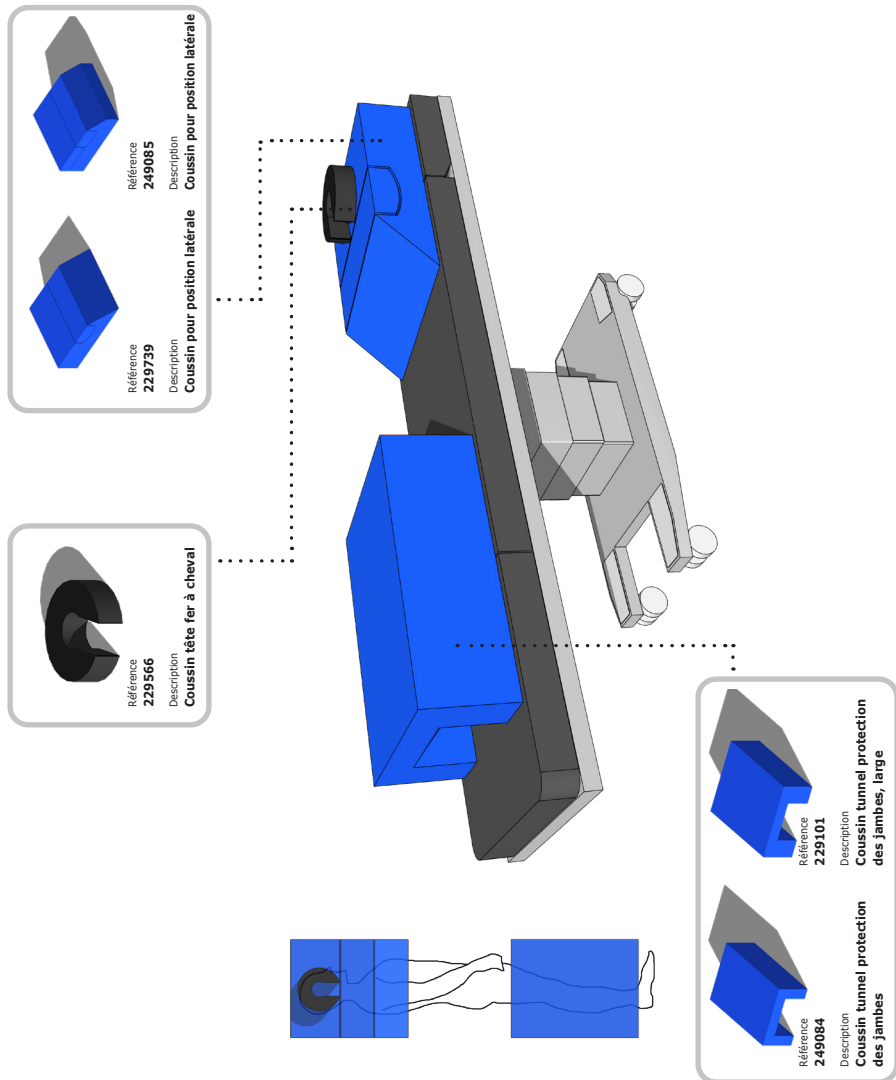 Référence
229566
Description
Coussin tête fer à cheval
Référence
229739
Description
Coussin pour position latérale
Référence
249085
Description
Coussin pour position latérale
Référence
249084
Description
Coussin tunnel protection
des jambes
Référence
229101
Description
Coussin tunnel protection
des jambes, large